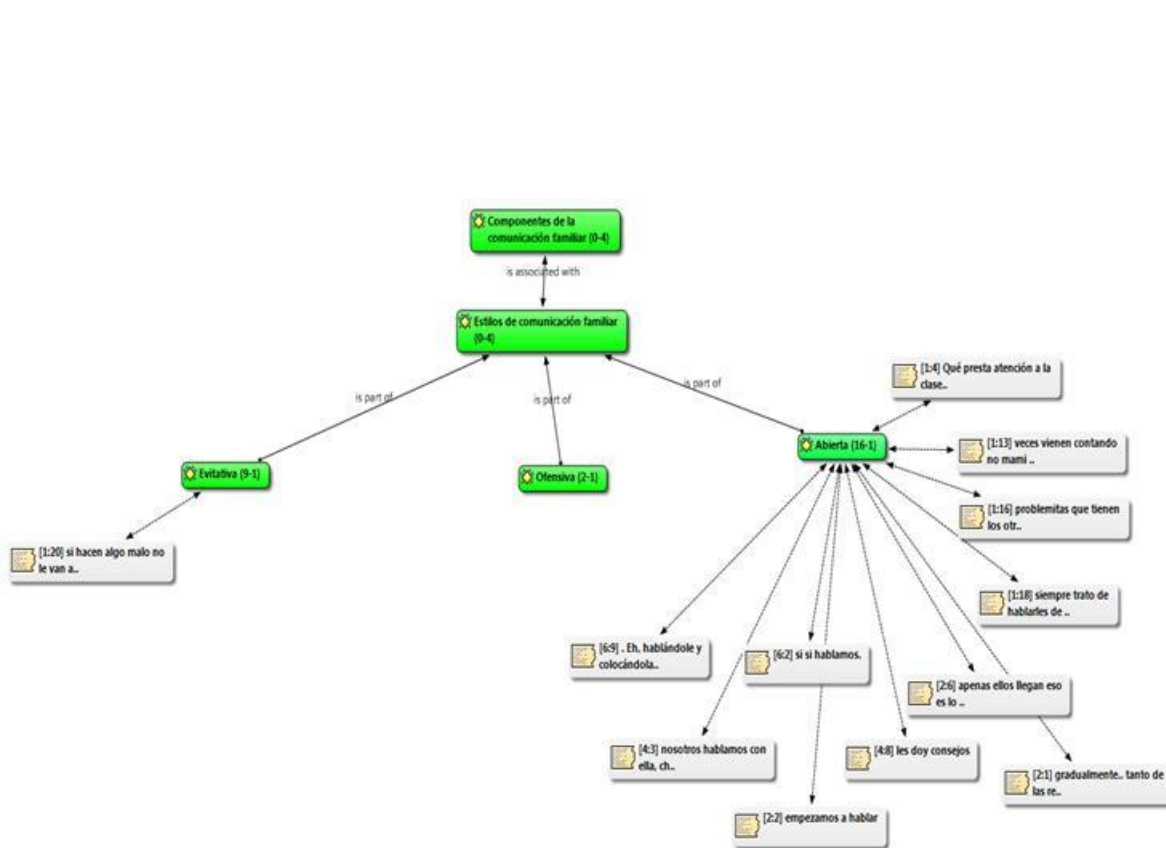 Componentes de la
comunicación familiar {0-4}
is associated with
Estilos de comunicación familiar
{0-4}
is part of
is part of
is part of
Evitativa {9-1}
Ofensiva {2-1}
Abierta {16-1}
[1:4] Qué presta atención a la
clase..
[1:13] veces vienen contando
no mami ..
[1:16] problemitas que tienen
los otr..
[1:20] si hacen algo malo no
le van a..
[1:18] siempre trato de
hablarles de ..
[6:9] . Eh, hablándole y
colocándola..
[6:2] si si hablamos.
[2:6] apenas ellos llegan eso
es lo ..
[4:3] nosotros hablamos con
ella, ch..
[4:8] les doy consejos
[2:1] gradualmente.. tanto de
las re..
[2:2] empezamos a hablar